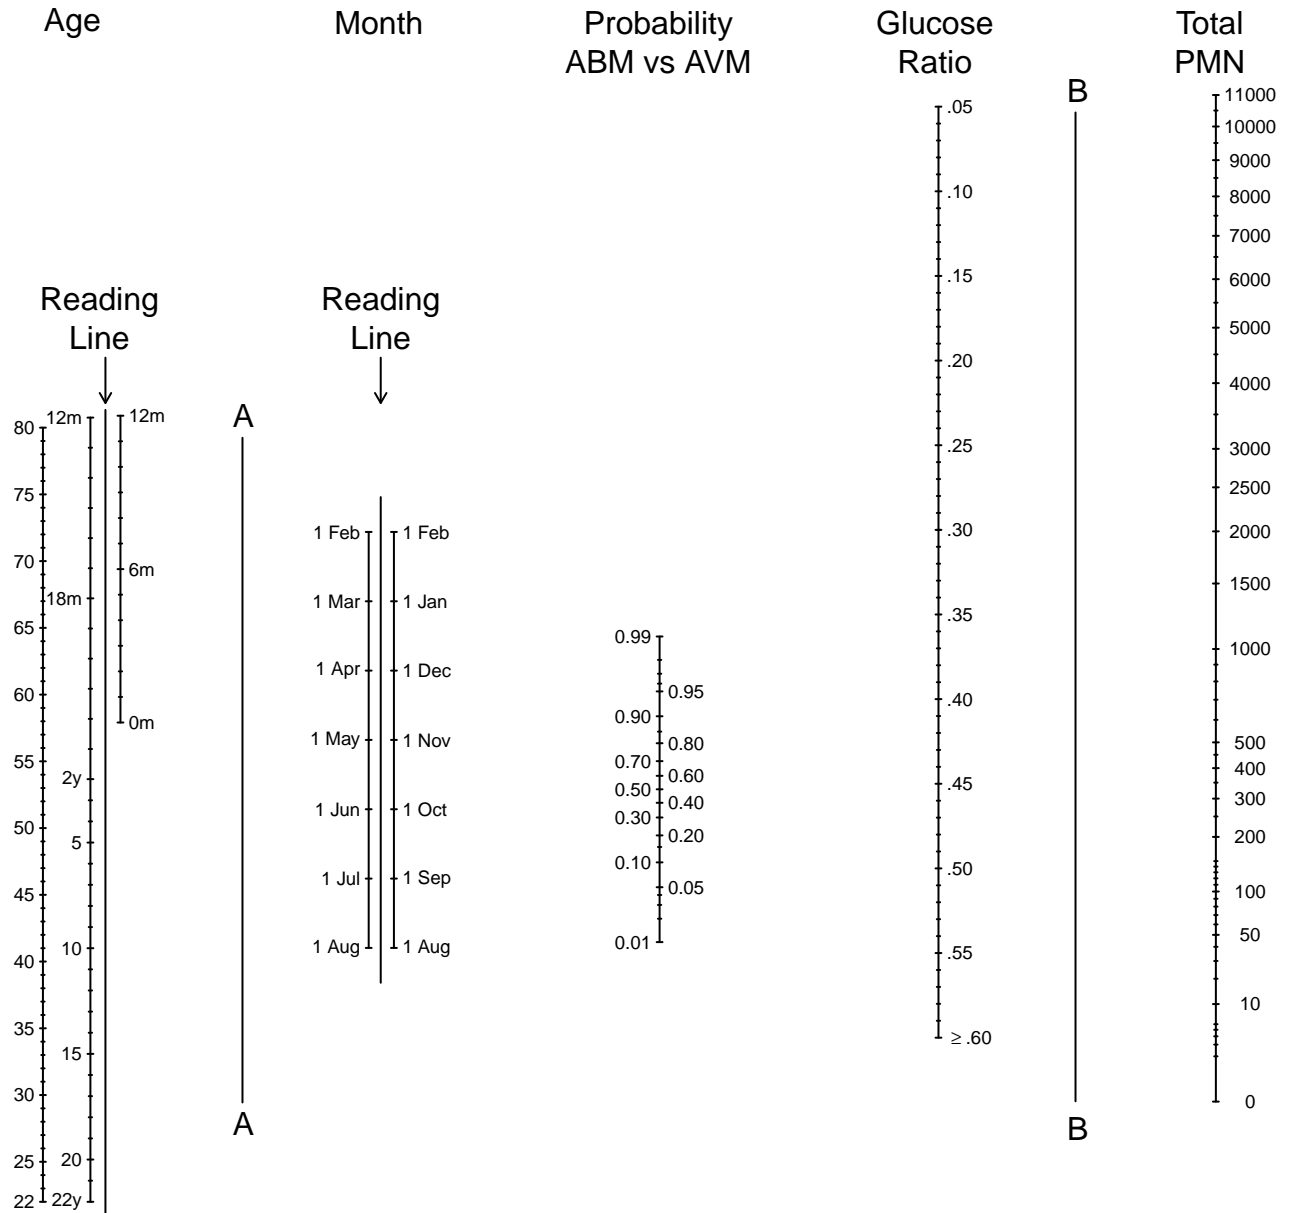 Age
Month
Probability
ABM vs AVM
Glucose
Ratio
Total
PMN
Reading
Line
Reading
Line
80
75
70
65
60
55
50
45
40
35
30
25
22
12m
18m
2y
5
10
15
20
22y
12m
6m
0m
A
A
1 Feb
1 Mar
1 Apr
1 May
1 Jun
1 Jul
1 Aug
1 Feb
1 Jan
1 Dec
1 Nov
1 Oct
1 Sep
1 Aug
0.99
0.90
0.70
0.50
0.30
0.10
0.01
0.95
0.80
0.60
0.40
0.20
0.05
.05
.10
.15
.20
.25
.30
.35
.40
.45
.50
.55
≥ .60
B
B
11000
10000
9000
8000
7000
6000
5000
4000
3000
2500
2000
1500
1000
500
400
300
200
100
50
10
0